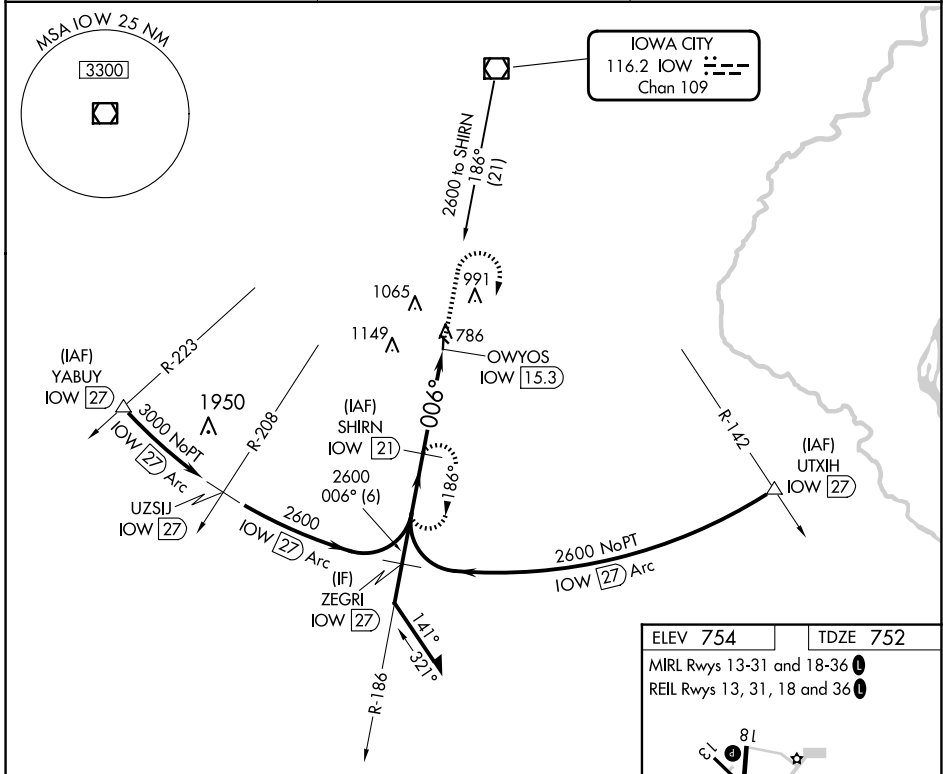 MSA IOW 25 NM
3300
IOWA CITY
116.2 IOW
Chan 109
2600 to SHIRN
186°
(21)
991
1065
1149
786
OWYOS
IOW 15.3
006°
R-223
(IAF)
YABUY
IOW 27
3000 NoPT
IOW 27 Arc
1950
R-208
UZSIJ
IOW 27
(IAF)
SHIRN
IOW 21
2600
006° (6)
186°
R-142
(IAF)
UTXIH
IOW 27
2600
IOW 27 Arc
2600 NoPT
IOW 27 Arc
(IF)
ZEGRI
IOW 27
141°
321°
R-186
ELEV 754
TDZE 752
MIRL Rwys 13-31 and 18-36 L
REIL Rwys 13, 31, 18 and 36 L
13
P
18